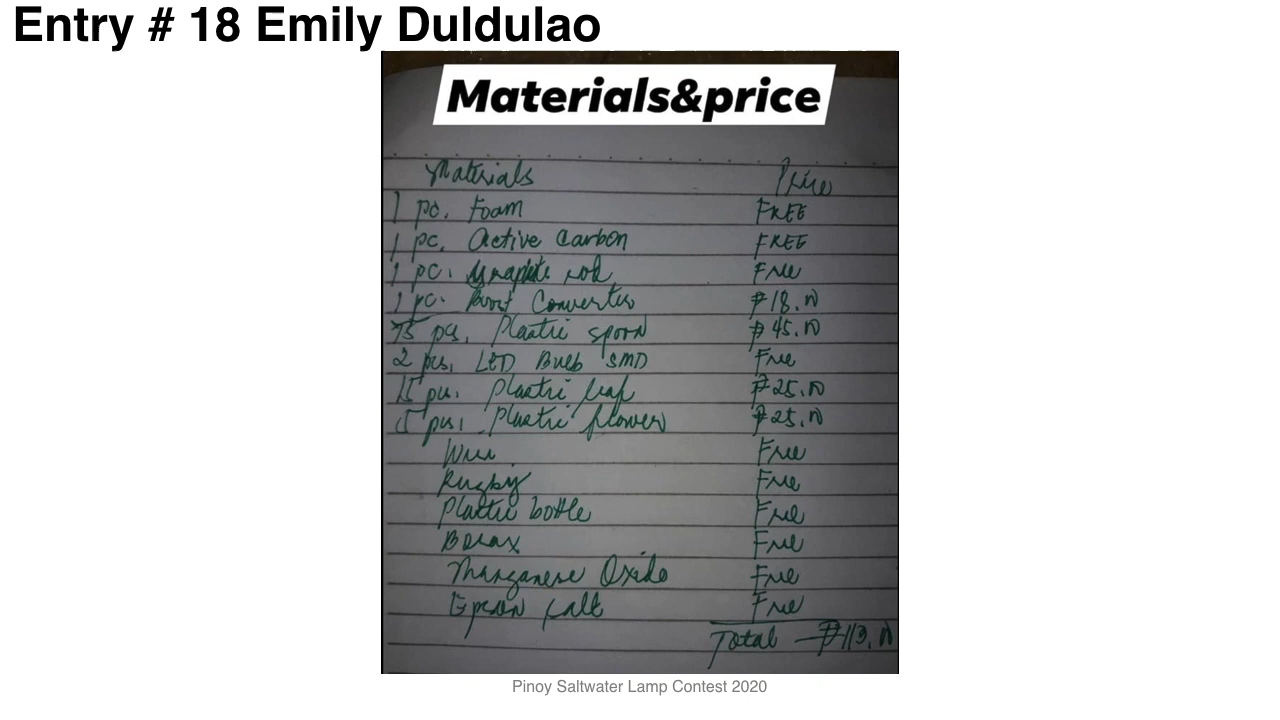 Entry # 18 Emily Duldulao
Materials&price
Materials Price
1 pc. Foam FREE
1 pc. Active Carbon FREE
1 pc. Graphite rod Free
1 pc. Boost Converter ₱18.00
75 pcs. Plastic spoon ₱45.00
2 pcs. LED Bulb SMD Free
15 pcs. Plastic leaf ₱25.00
15 pcs. Plastic flower ₱25.00
Wire Free
Rugby Free
Plastic bottle Free
Borax Free
Manganese Oxide Free
Epson salt Free
Total – ₱113.00
Pinoy Saltwater Lamp Contest 2020